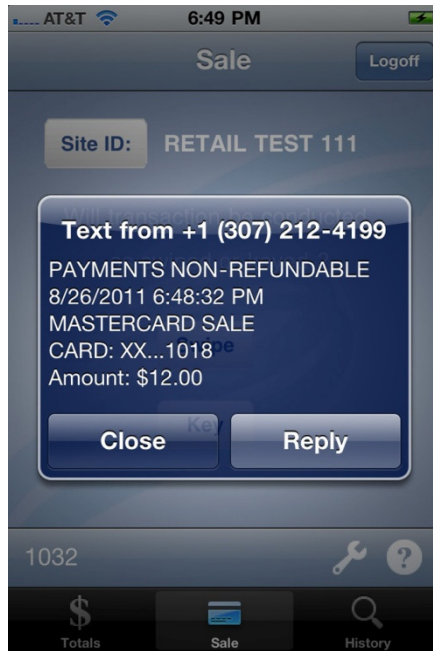 AT&T
6:49 PM
Sale
Logoff
Site ID:
RETAIL TEST 111
Text from +1 (307) 212-4199
PAYMENTS NON-REFUNDABLE
8/26/2011 6:48:32 PM
MASTERCARD SALE
CARD: XX...1018
Amount: $12.00
Key
Close
Reply
1032
Totals
Sale
History